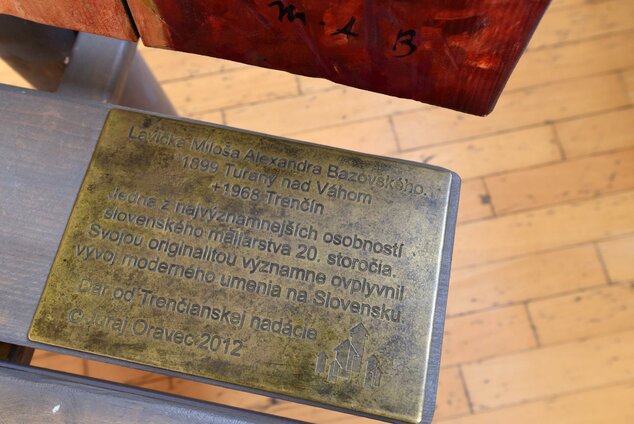 M. A B
Lavička Miloša Alexandra Bazovského.
*1899 Turany nad Váhom
+1968 Trenčín
Jedna z najvýznamnejších osobností
slovenského maliarstva 20. storočia.
Svojou originalitou významne ovplyvnil
vývoj moderného umenia na Slovensku.
Dar od Trenčianskej nadácie
© Juraj Oravec 2012